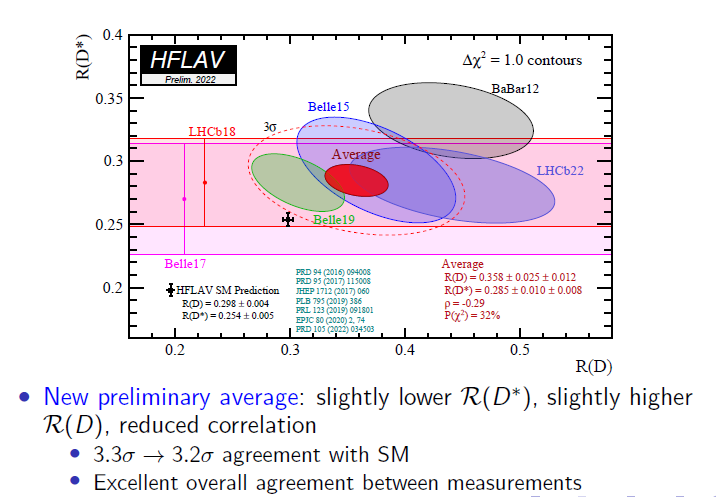 0.4
R(D*)
HFLAV
Prelim. 2022
Δχ² = 1.0 contours
BaBar12
0.35
Belle15
3σ
LHCb18
Average
0.3
LHCb22
Belle19
0.25
Belle17
HFLAV SM Prediction
R(D) = 0.298 ± 0.004
R(D*) = 0.254 ± 0.005
PRD 94 (2016) 094008
PRD 95 (2017) 115008
JHEP 1712 (2017) 060
PLB 795 (2019) 386
PRL 123 (2019) 091801
EPJC 80 (2020) 2, 74
PRD 105 (2022) 034503
Average
R(D) = 0.358 ± 0.025 ± 0.012
R(D*) = 0.285 ± 0.010 ± 0.008
ρ = -0.29
P(χ²) = 32%
0.2
0.2 0.3 0.4 0.5
R(D)
• New preliminary average: slightly lower R(D*), slightly higher
R(D), reduced correlation
• 3.3σ → 3.2σ agreement with SM
• Excellent overall agreement between measurements